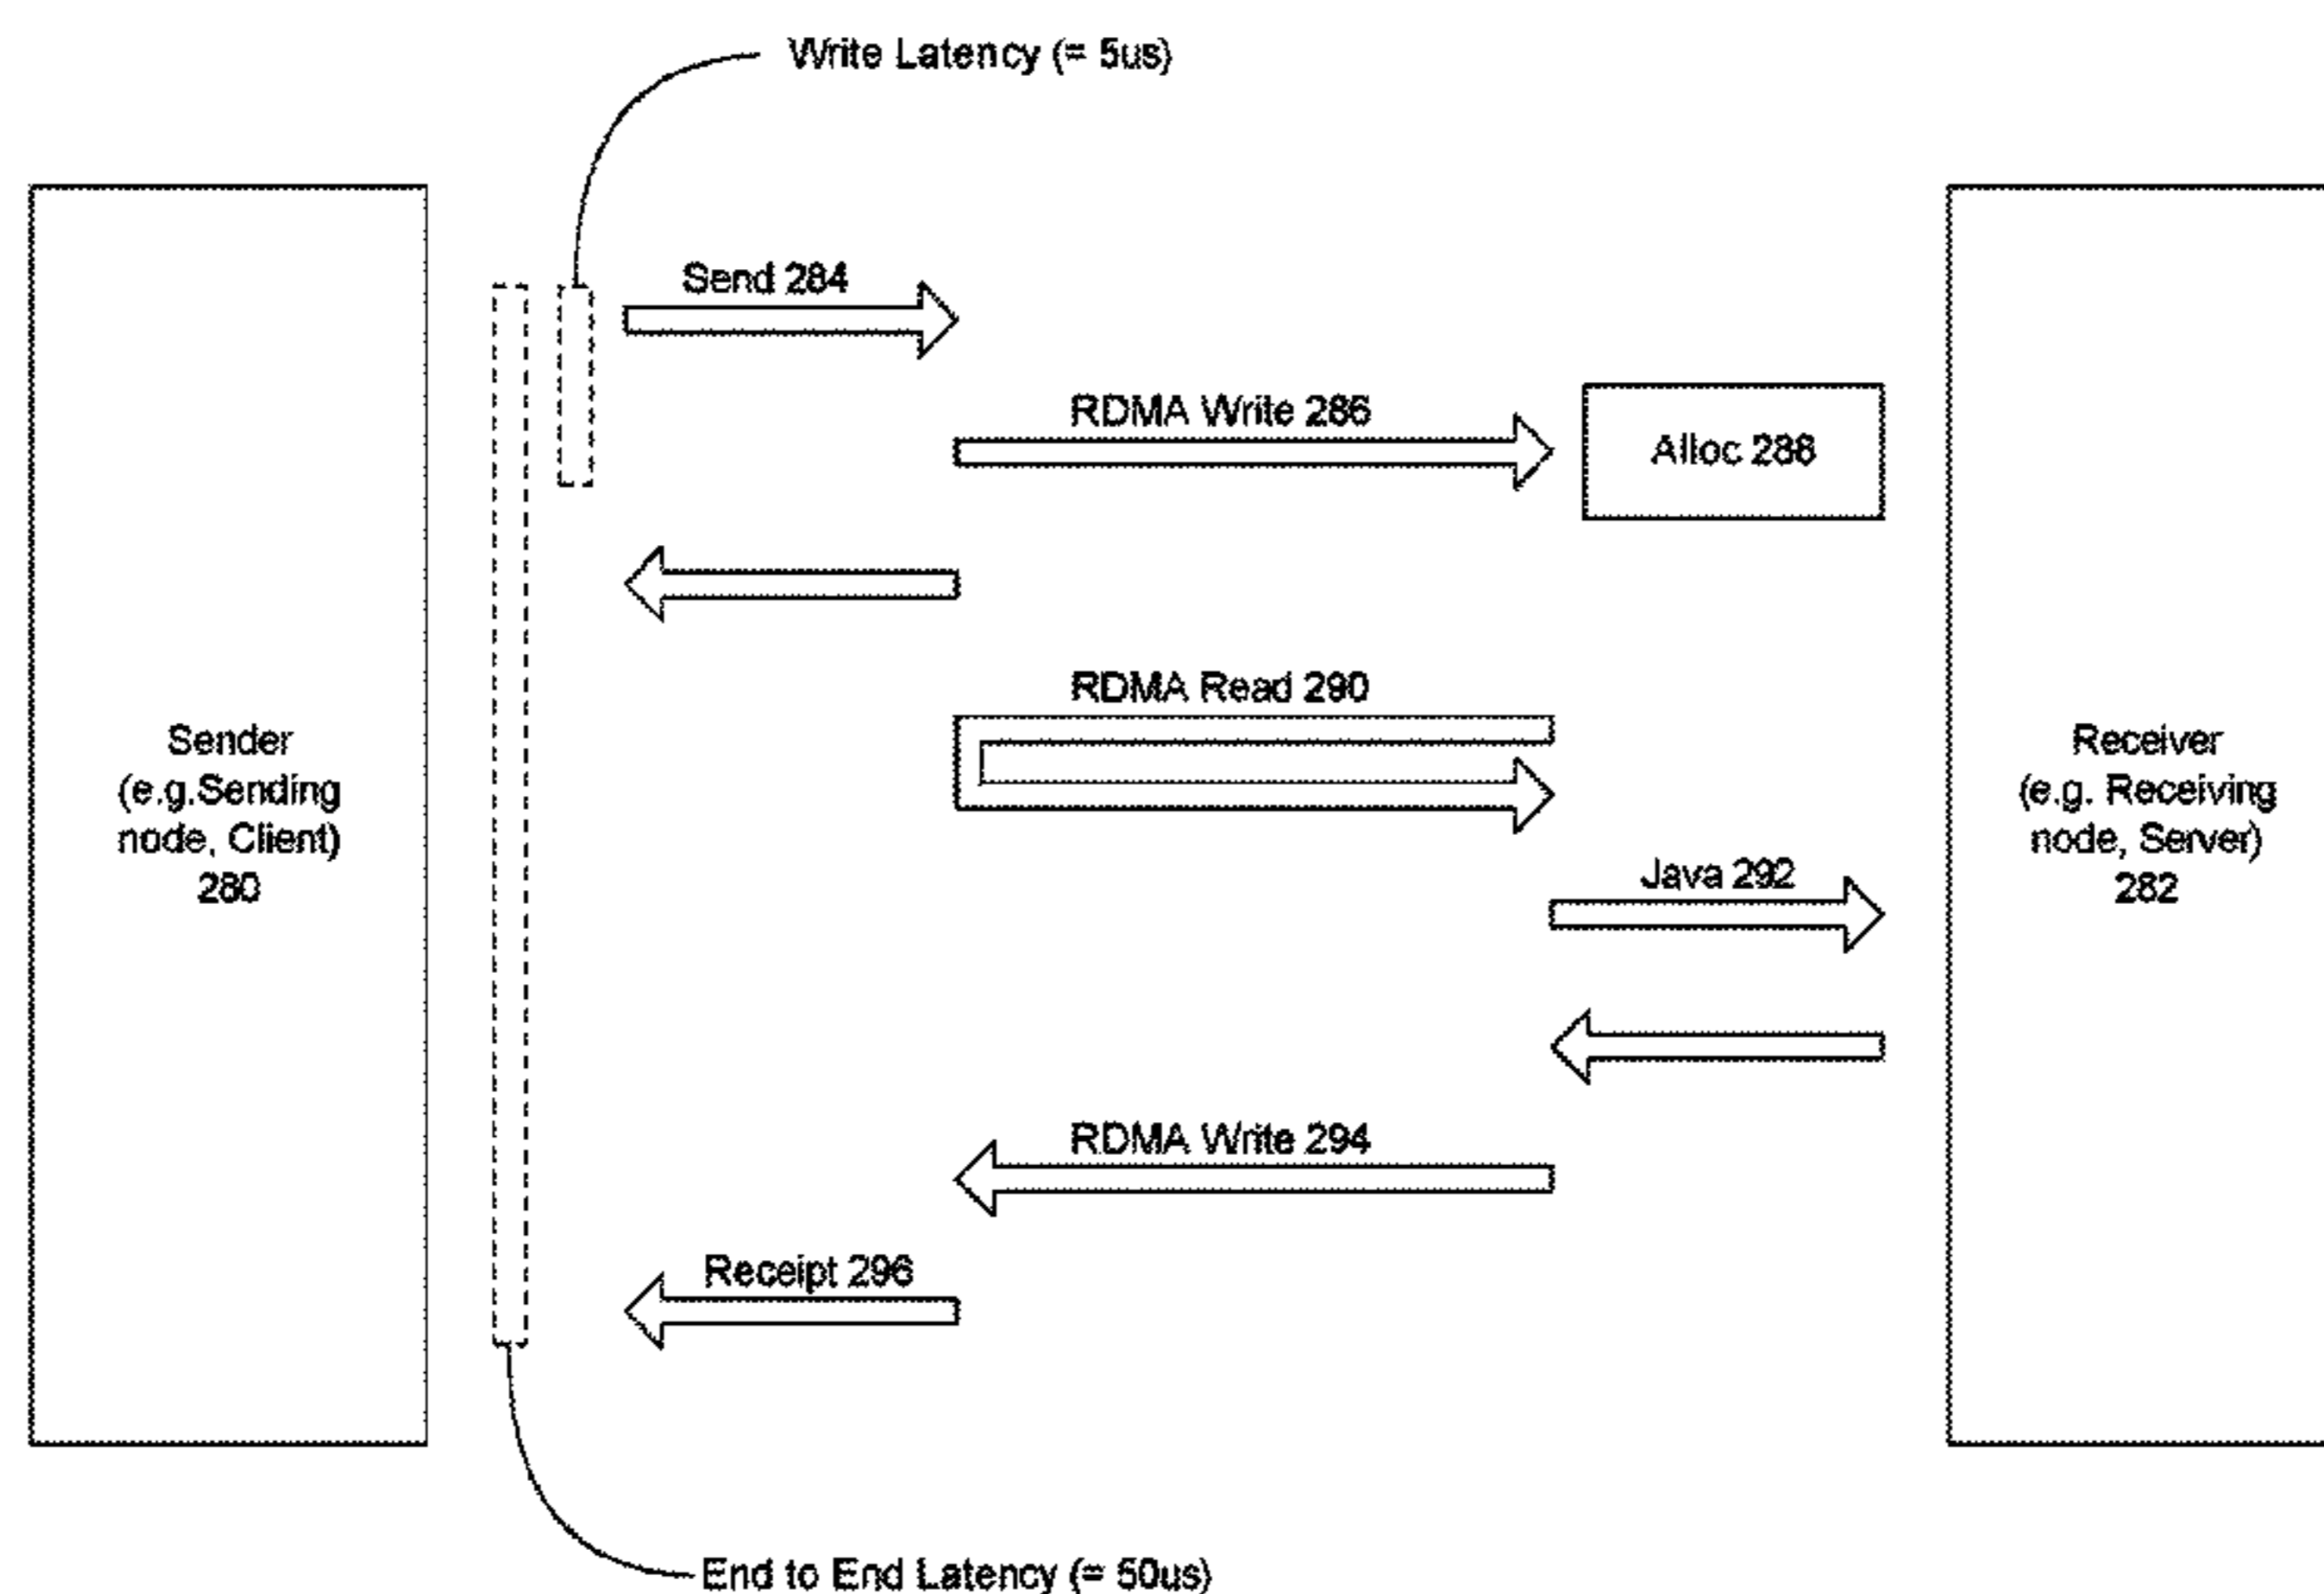 Write Latency (= 5us)
Send 284
RDMA Write 286
Alloc 288
RDMA Read 290
Sender
(e.g.Sending
node, Client)
280
Receiver
(e.g. Receiving
node, Server)
282
Java 292
RDMA Write 294
Receipt 296
End to End Latency (= 50us)